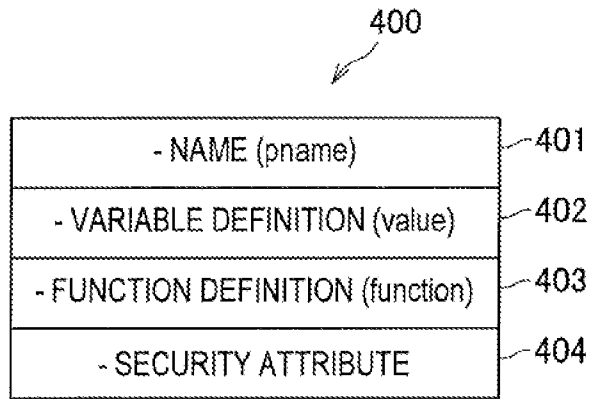 400
- NAME (pname) 401
- VARIABLE DEFINITION (value) 402
- FUNCTION DEFINITION (function) 403
- SECURITY ATTRIBUTE 404